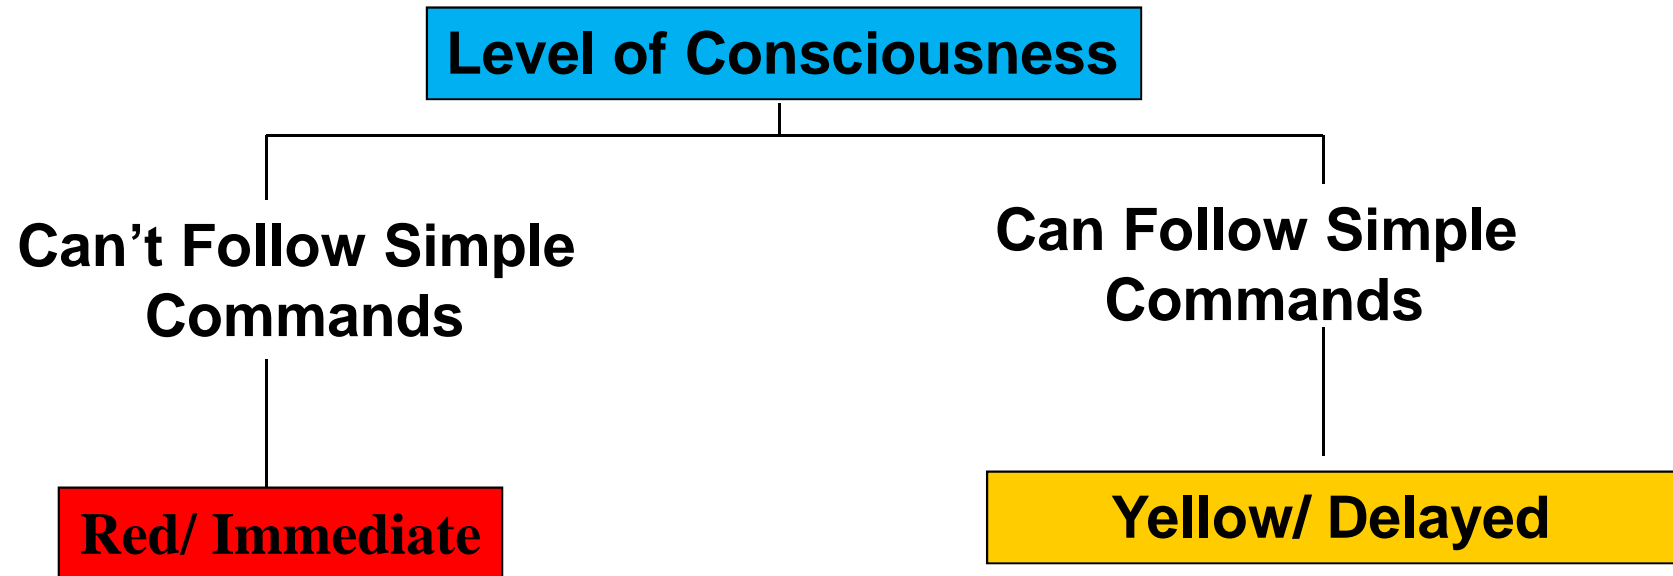 Level of Consciousness
Can’t Follow Simple
Commands
Can Follow Simple
Commands
Red/ Immediate
Yellow/ Delayed